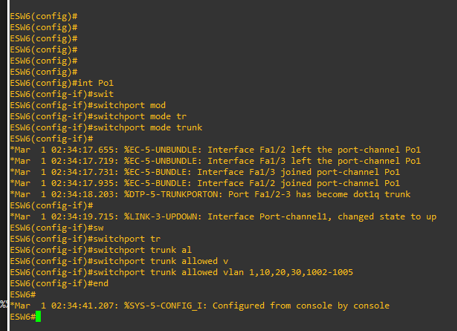 ESW6(config)#
ESW6(config)#
ESW6(config)#
ESW6(config)#
ESW6(config)#
ESW6(config)#
ESW6(config)#int Po1
ESW6(config-if)#swit
ESW6(config-if)#switchport mod
ESW6(config-if)#switchport mode tr
ESW6(config-if)#switchport mode trunk
ESW6(config-if)#
*Mar  1 02:34:17.655: %EC-5-UNBUNDLE: Interface Fa1/2 left the port-channel Po1
*Mar  1 02:34:17.719: %EC-5-UNBUNDLE: Interface Fa1/3 left the port-channel Po1
*Mar  1 02:34:17.731: %EC-5-BUNDLE: Interface Fa1/3 joined port-channel Po1
*Mar  1 02:34:17.935: %EC-5-BUNDLE: Interface Fa1/2 joined port-channel Po1
*Mar  1 02:34:18.203: %DTP-5-TRUNKPORTON: Port Fa1/2-3 has become dot1q trunk
ESW6(config-if)#
*Mar  1 02:34:19.715: %LINK-3-UPDOWN: Interface Port-channel1, changed state to up
ESW6(config-if)#sw
ESW6(config-if)#switchport tr
ESW6(config-if)#switchport trunk al
ESW6(config-if)#switchport trunk allowed v
ESW6(config-if)#switchport trunk allowed vlan 1,10,20,30,1002-1005
ESW6(config-if)#end
ESW6#
*Mar  1 02:34:41.207: %SYS-5-CONFIG_I: Configured from console by console
ESW6#